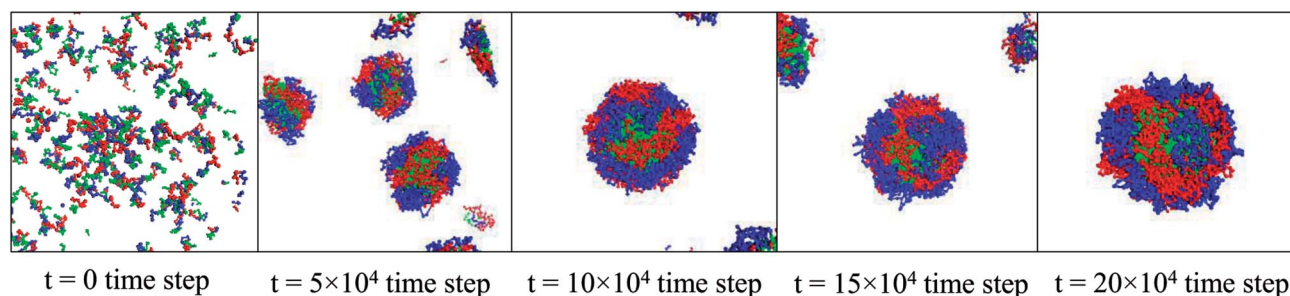 t = 0 time step
t = 5×10⁴ time step
t = 10×10⁴ time step
t = 15×10⁴ time step
t = 20×10⁴ time step